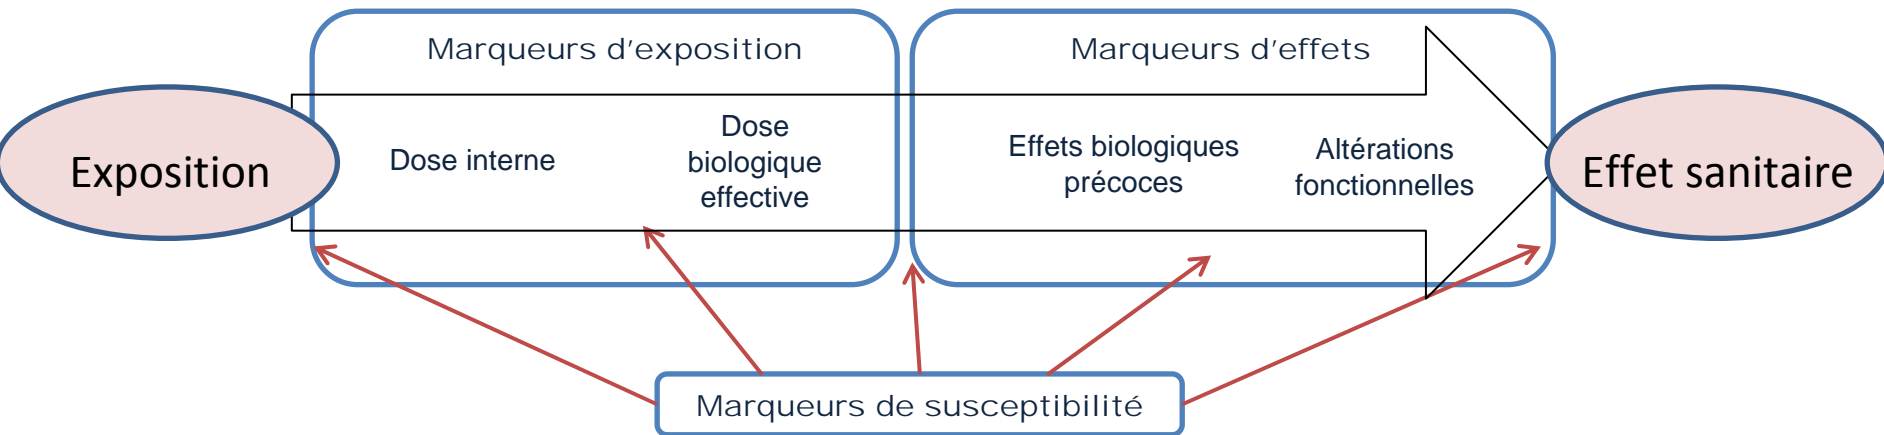 Marqueurs d'exposition
Marqueurs d'effets
Exposition
Dose interne
Dose
biologique
effective
Effets biologiques
précoces
Altérations
fonctionnelles
Effet sanitaire
Marqueurs de susceptibilité